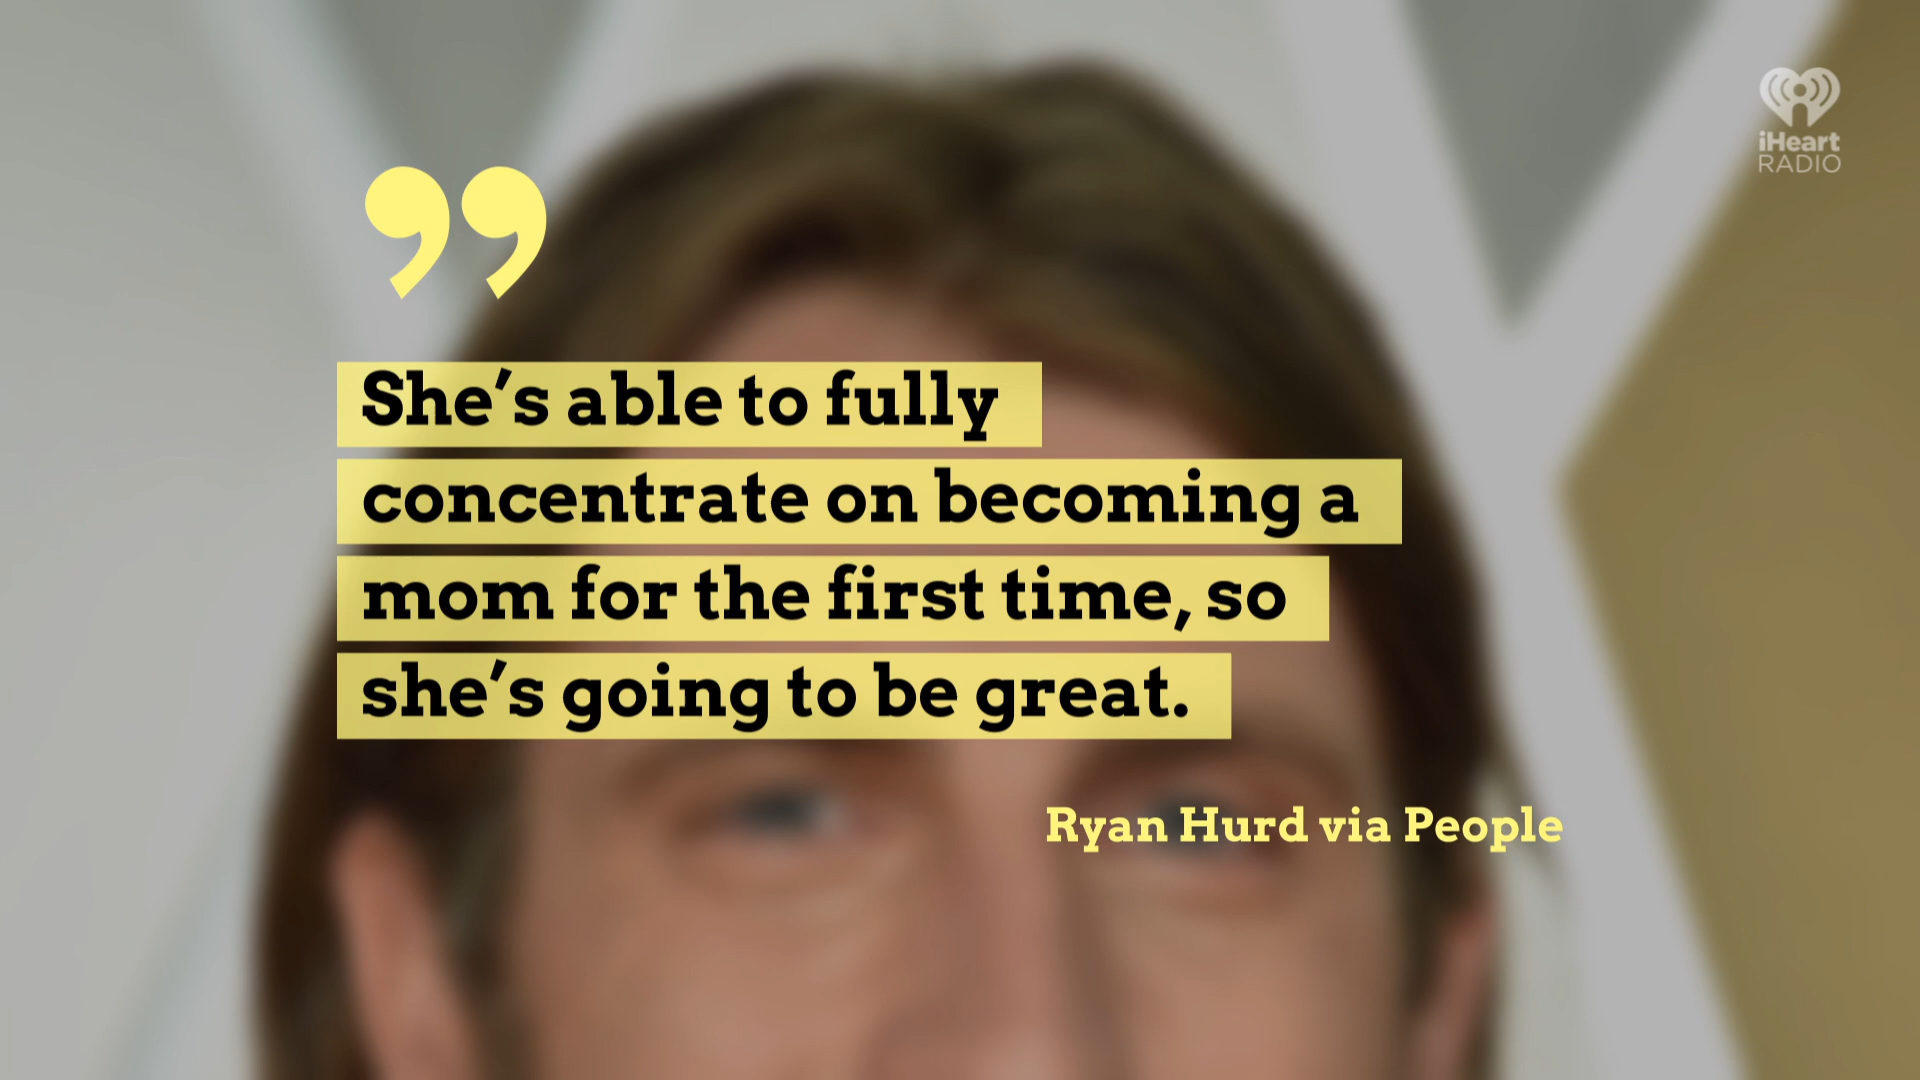 iHeart
RADIO
”
She’s able to fully
concentrate on becoming a
mom for the first time, so
she’s going to be great.
Ryan Hurd via People